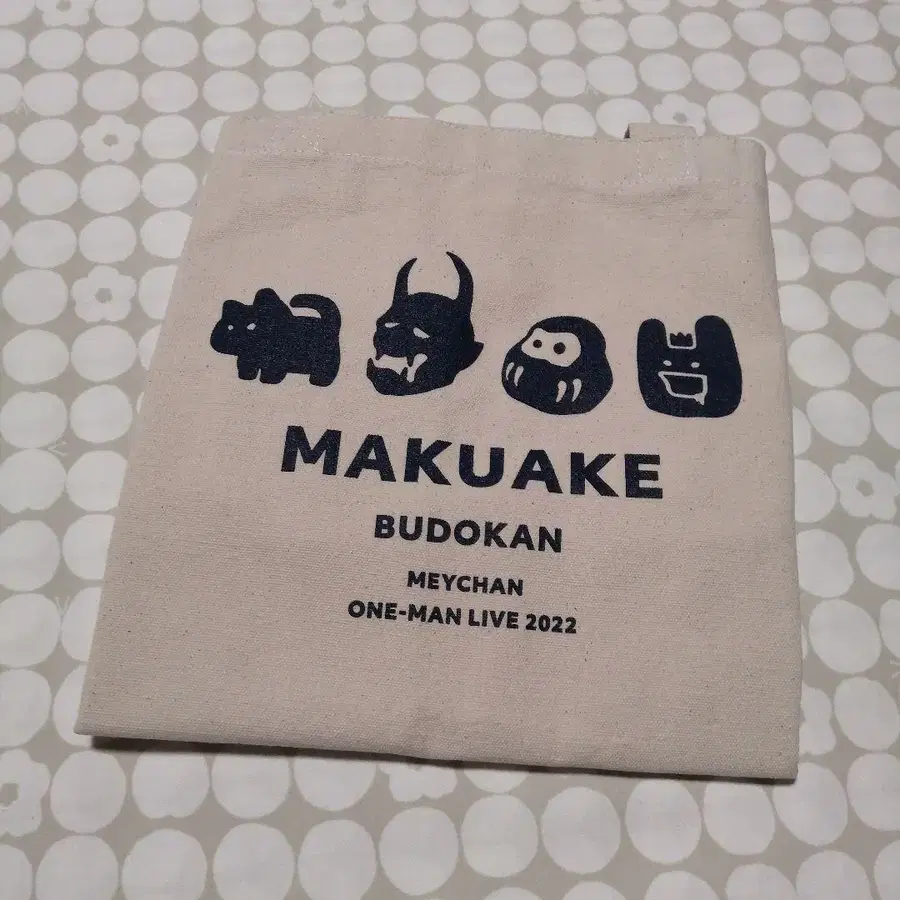 MAKUAKE
BUDOKAN
MEYCHAN
ONE-MAN LIVE 2022